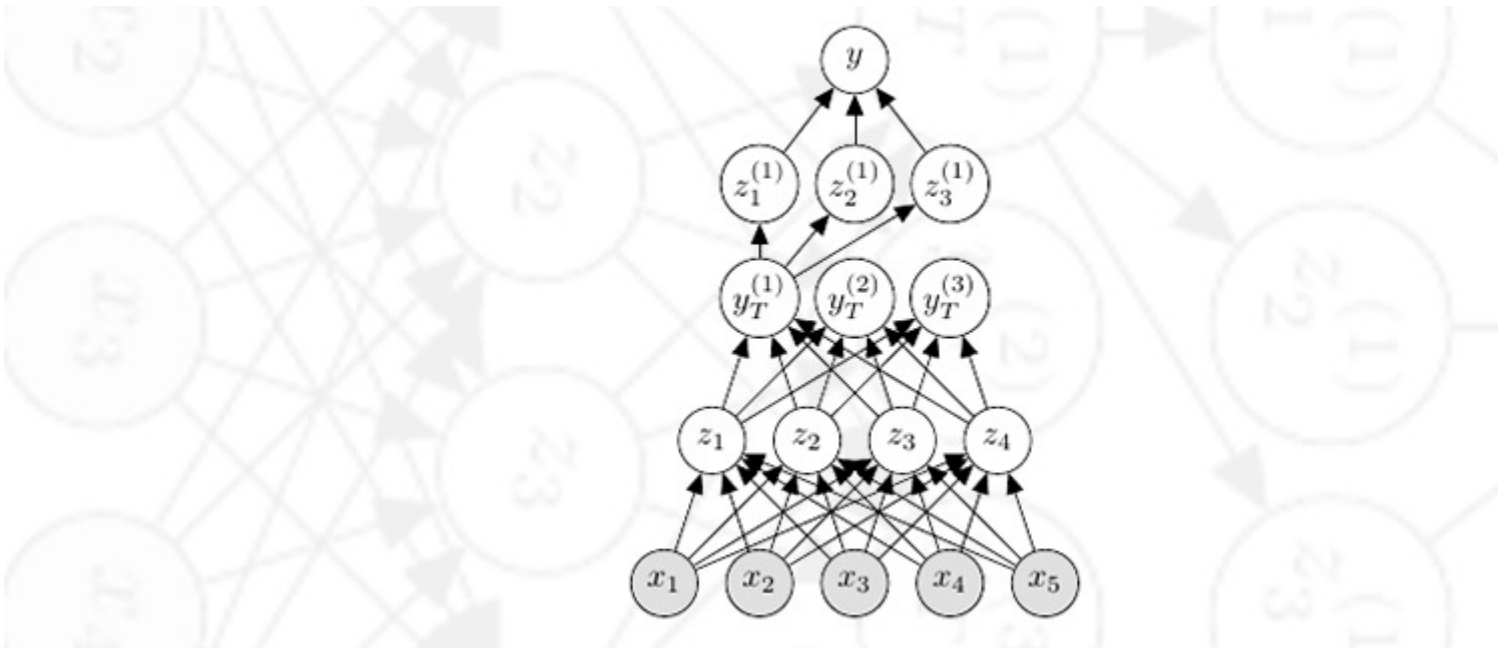 y
z_1^{(1)} z_2^{(1)} z_3^{(1)}
y_T^{(1)} y_T^{(2)} y_T^{(3)}
z_1 z_2 z_3 z_4
x_1 x_2 x_3 x_4 x_5